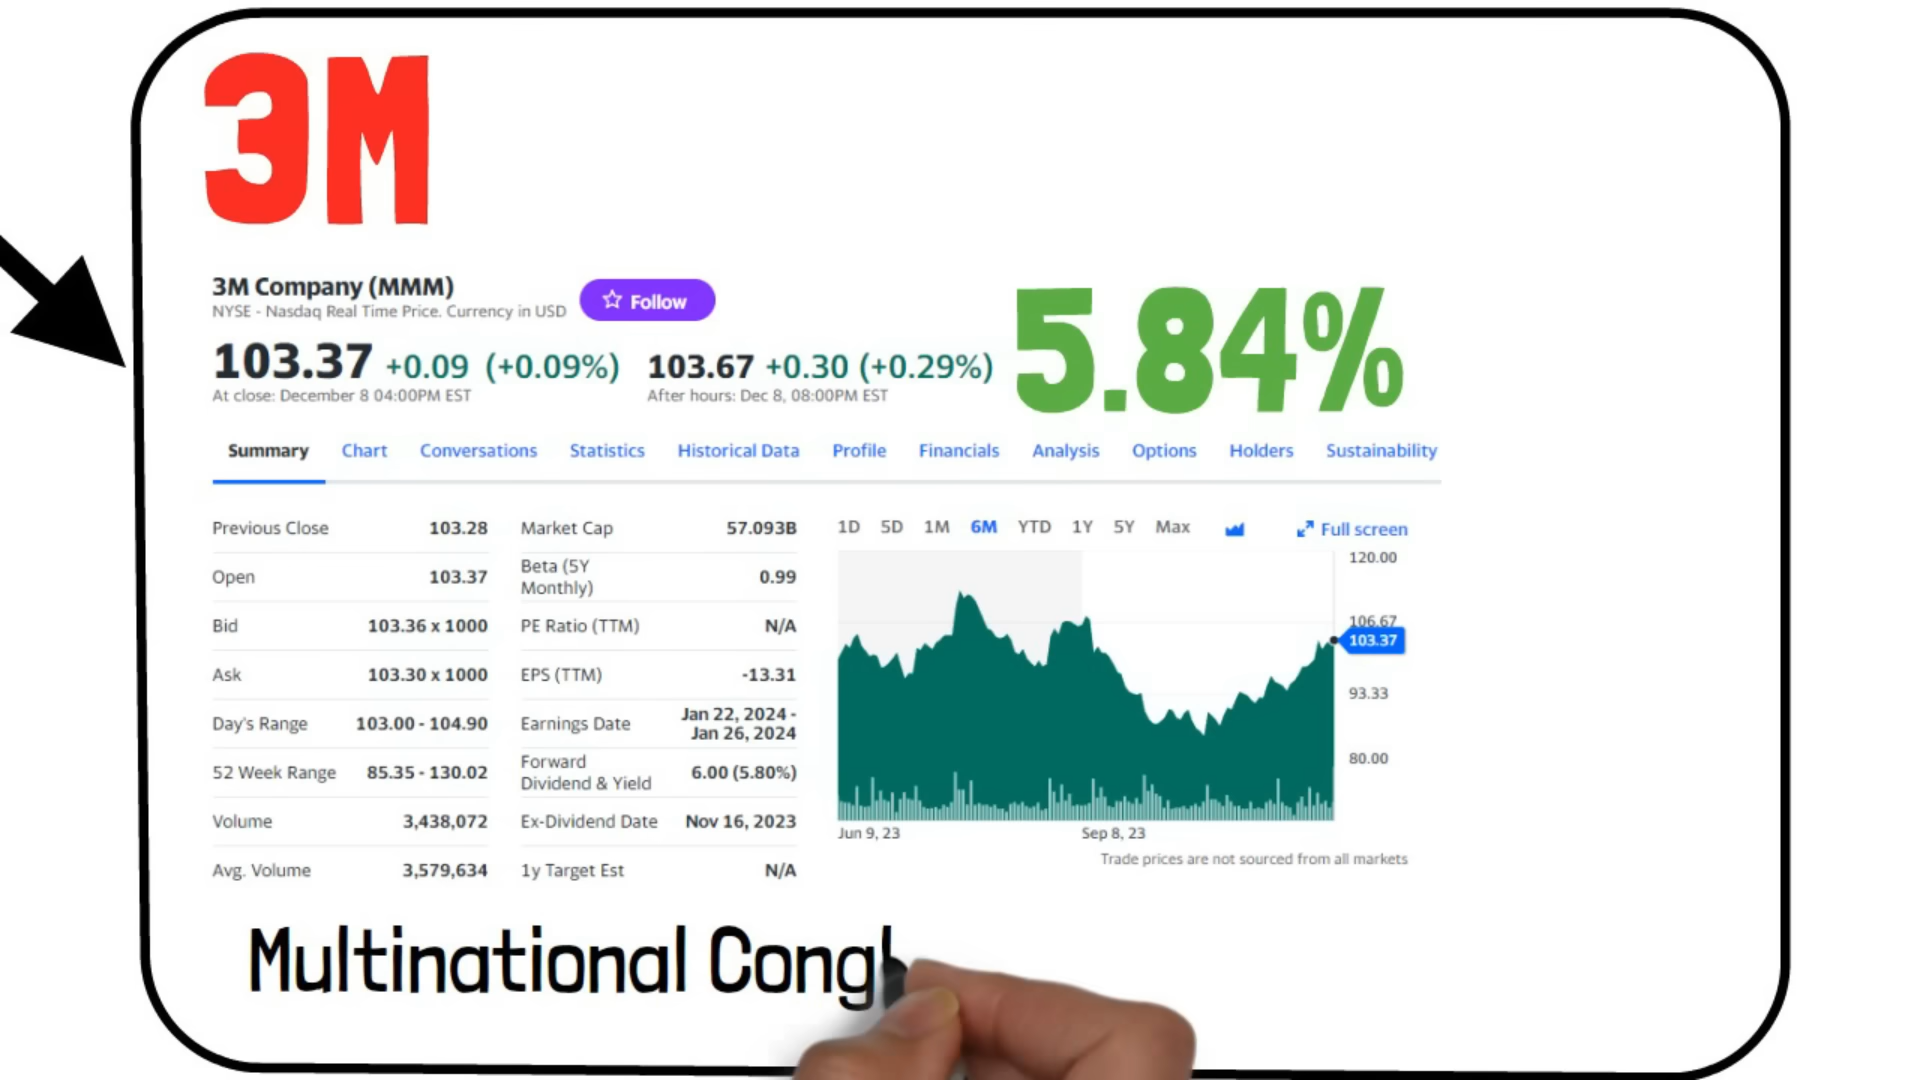 3M
3M Company (MMM)
Follow
NYSE - Nasdaq Real Time Price. Currency in USD
5.84%
103.37 +0.09 (+0.09%) 103.67 +0.30 (+0.29%)
At close: December 8 04:00PM EST After hours: Dec 8, 08:00PM EST
Summary Chart Conversations Statistics Historical Data Profile Financials Analysis Options Holders Sustainability
Previous Close 103.28
Open 103.37
Bid 103.36 x 1000
Ask 103.30 x 1000
Day's Range 103.00 - 104.90
52 Week Range 85.35 - 130.02
Volume 3,438,072
Avg. Volume 3,579,634
Market Cap 57.093B
Beta (5Y
Monthly) 0.99
PE Ratio (TTM) N/A
EPS (TTM) -13.31
Earnings Date Jan 22, 2024 -
Jan 26, 2024
Forward
Dividend & Yield 6.00 (5.80%)
Ex-Dividend Date Nov 16, 2023
1y Target Est N/A
1D 5D 1M 6M YTD 1Y 5Y Max Full screen
120.00
106.67
103.37
93.33
80.00
Jun 9, 23 Sep 8, 23
Trade prices are not sourced from all markets
Multinational Congl